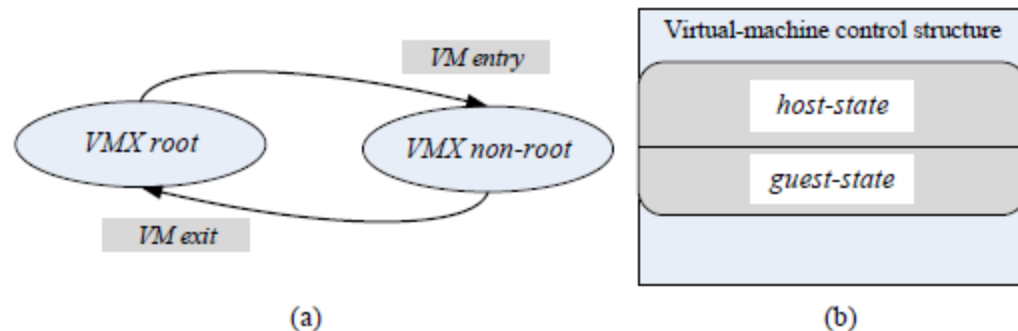 VM entry
VMX root
VMX non-root
VM exit
(a)
Virtual-machine control structure
host-state
guest-state
(b)